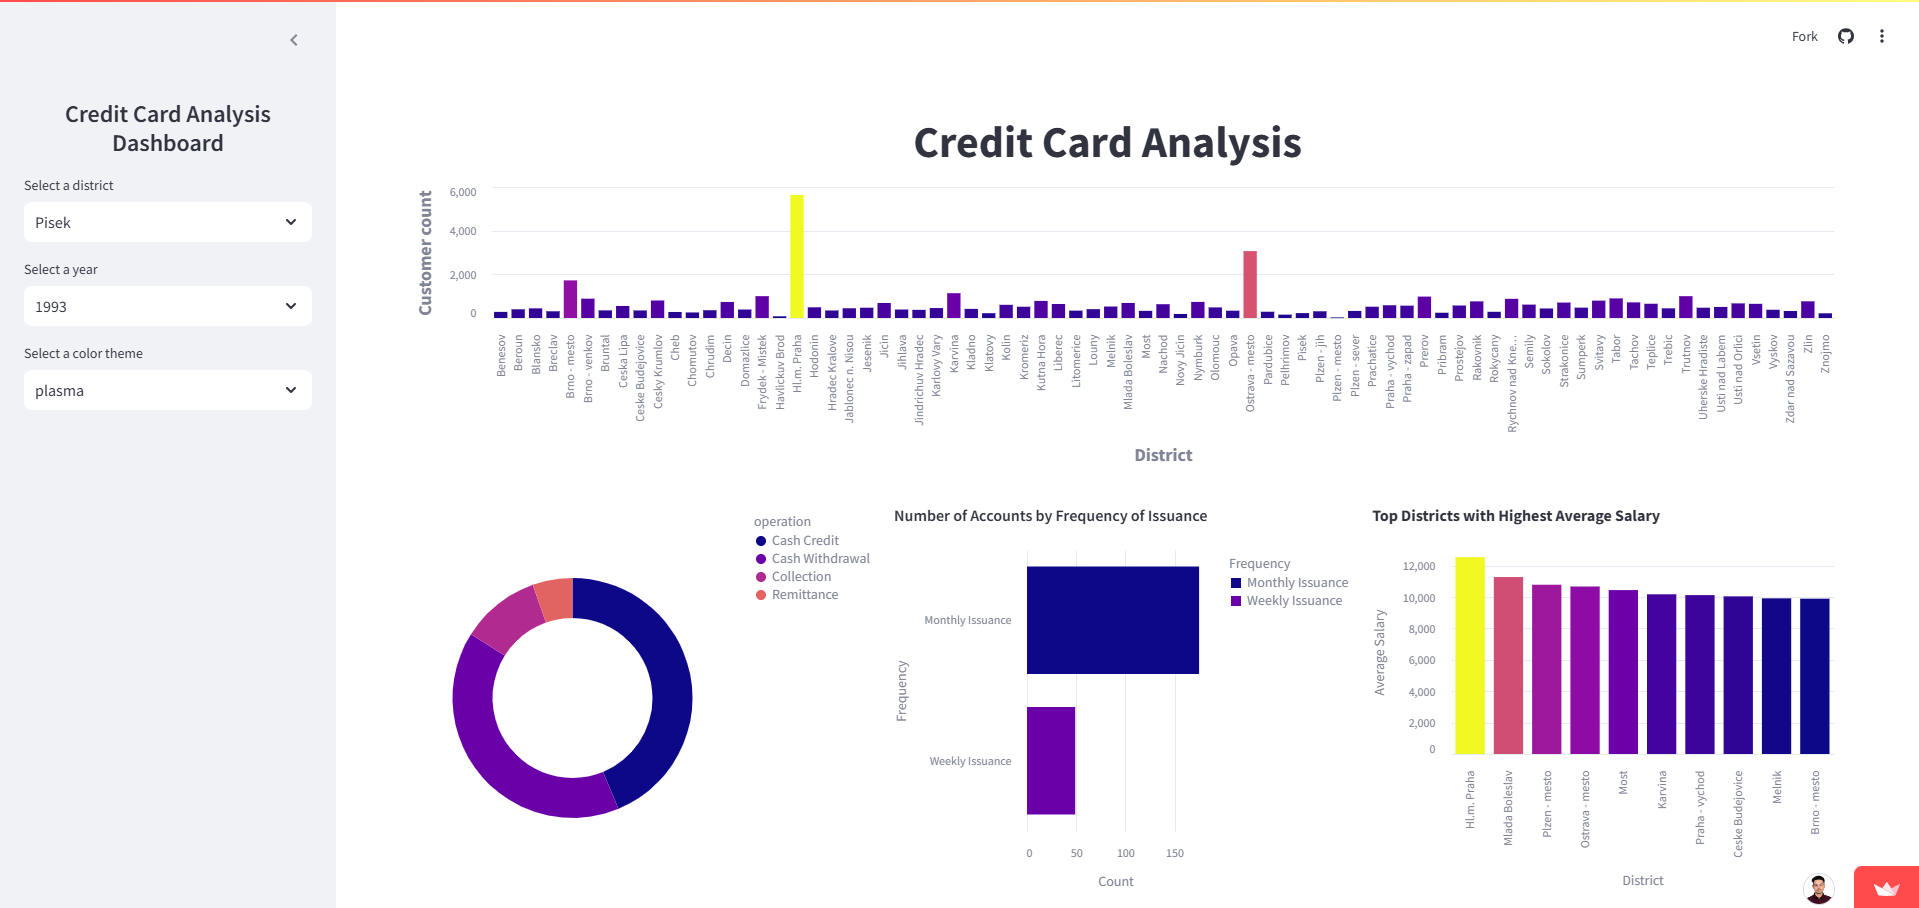 Fork
Credit Card Analysis
Dashboard
Select a district
Pisek
Select a year
1993
Select a color theme
plasma
Credit Card Analysis
Customer count
6,000
4,000
2,000
0
Benesov
Beroun
Blansko
Breclav
Brno - mesto
Brno - venkov
Bruntal
Ceska Lipa
Ceske Budejovice
Cesky Krumlov
Cheb
Chomutov
Chrudim
Decin
Domazlice
Frydek - Mistek
Havlickuv Brod
Hl.m. Praha
Hodonin
Hradec Kralove
Jablonec n. Nisou
Jesenik
Jicin
Jihlava
Jindrichuv Hradec
Karlovy Vary
Karvina
Kladno
Klatovy
Kolin
Kromeriz
Kutna Hora
Liberec
Litomerice
Louny
Melnik
Mlada Boleslav
Most
Nachod
Novy Jicin
Nymburk
Olomouc
Opava
Ostrava - mesto
Pardubice
Pelhrimov
Pisek
Plzen - jih
Plzen - mesto
Plzen - sever
Prachatice
Praha - vychod
Praha - zapad
Prerov
Pribram
Prostejov
Rakovnik
Rokycany
Rychnov nad Kne...
Semily
Sokolov
Strakonice
Sumperk
Svitavy
Tabor
Tachov
Teplice
Trebic
Trutnov
Uherske Hradiste
Usti nad Labem
Usti nad Orlici
Vsetin
Vyskov
Zdar nad Sazavou
Zlin
Znojmo
District
operation
Cash Credit
Cash Withdrawal
Collection
Remittance
Number of Accounts by Frequency of Issuance
Frequency
Monthly Issuance
Weekly Issuance
0
50
100
150
Count
Frequency
Monthly Issuance
Weekly Issuance
Top Districts with Highest Average Salary
Average Salary
12,000
10,000
8,000
6,000
4,000
2,000
0
Hl.m. Praha
Mlada Boleslav
Plzen - mesto
Ostrava - mesto
Most
Karvina
Praha - vychod
Ceske Budejovice
Melnik
Brno - mesto
District